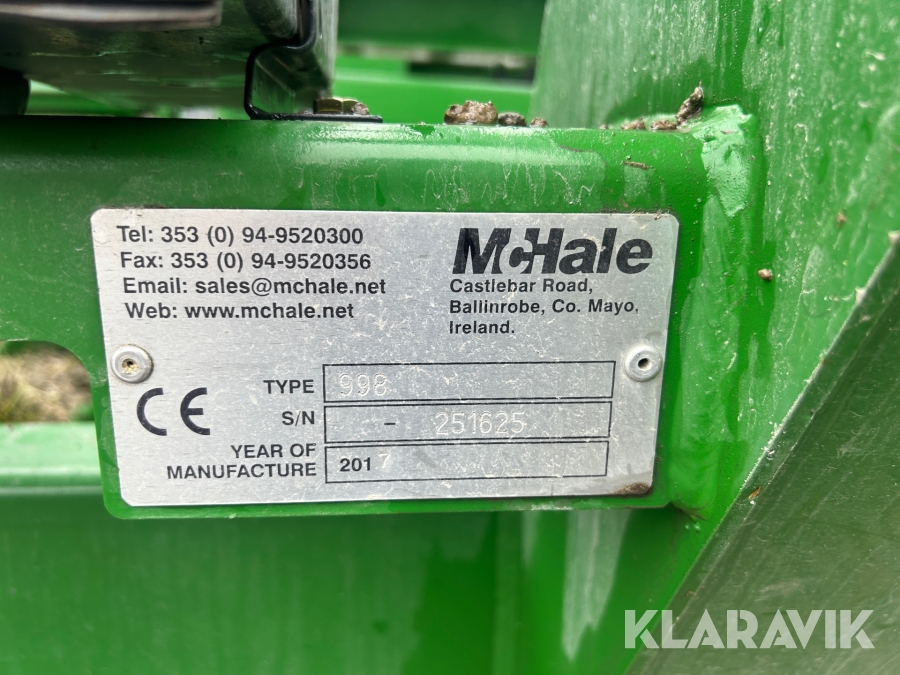 Tel: 353 (0) 94-9520300
Fax: 353 (0) 94-9520356
Email: sales@mchale.net
Web: www.mchale.net
McHale
Castlebar Road,
Ballinrobe, Co. Mayo,
Ireland.
CE
TYPE 998
S/N - 251625
YEAR OF
MANUFACTURE 2017
KLARAVIK